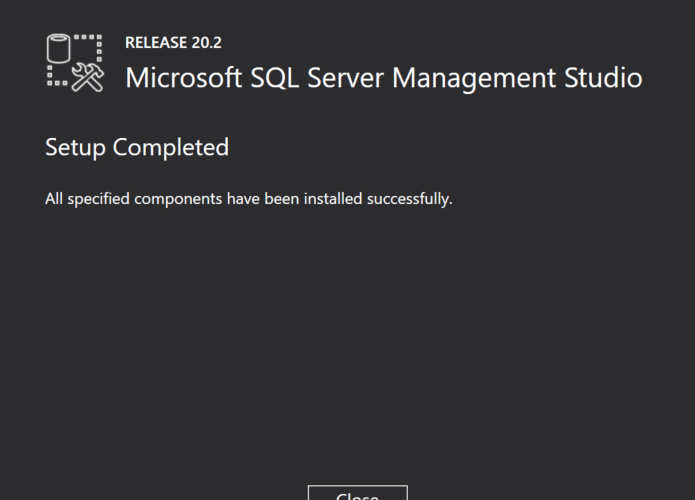 RELEASE 20.2
Microsoft SQL Server Management Studio
Setup Completed
All specified components have been installed successfully.
Close